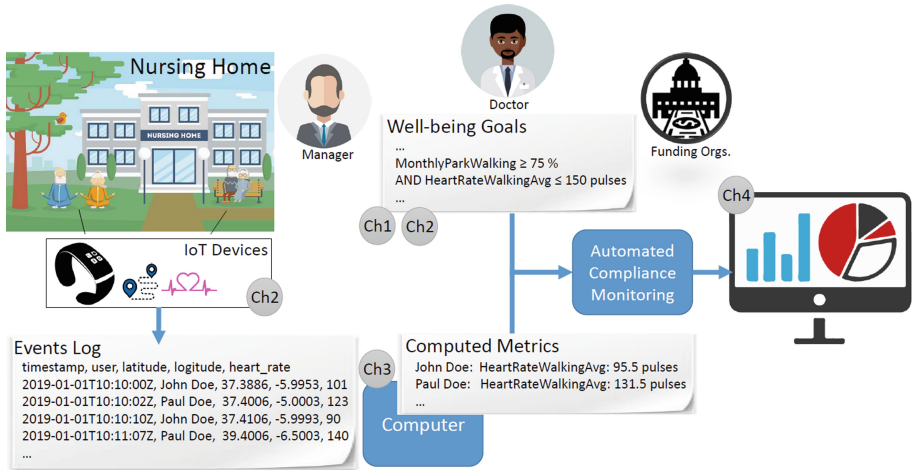 Nursing Home
NURSING HOME
Manager
Doctor
Funding Orgs.
Well-being Goals
...
MonthlyParkWalking ≥ 75 %
AND HeartRateWalkingAvg ≤ 150 pulses
...
Ch1
Ch2
Ch4
IoT Devices
Ch2
Automated
Compliance
Monitoring
Events Log
timestamp, user, latitude, logitude, heart_rate
2019-01-01T10:10:00Z, John Doe, 37.3886, -5.9953, 101
2019-01-01T10:10:02Z, Paul Doe, 37.4006, -5.0003, 123
2019-01-01T10:10:10Z, John Doe, 37.4106, -5.9993, 90
2019-01-01T10:11:07Z, Paul Doe, 39.4006, -6.5003, 140
...
Ch3
Computed Metrics
John Doe: HeartRateWalkingAvg: 95.5 pulses
Paul Doe: HeartRateWalkingAvg: 131.5 pulses
...
Computer